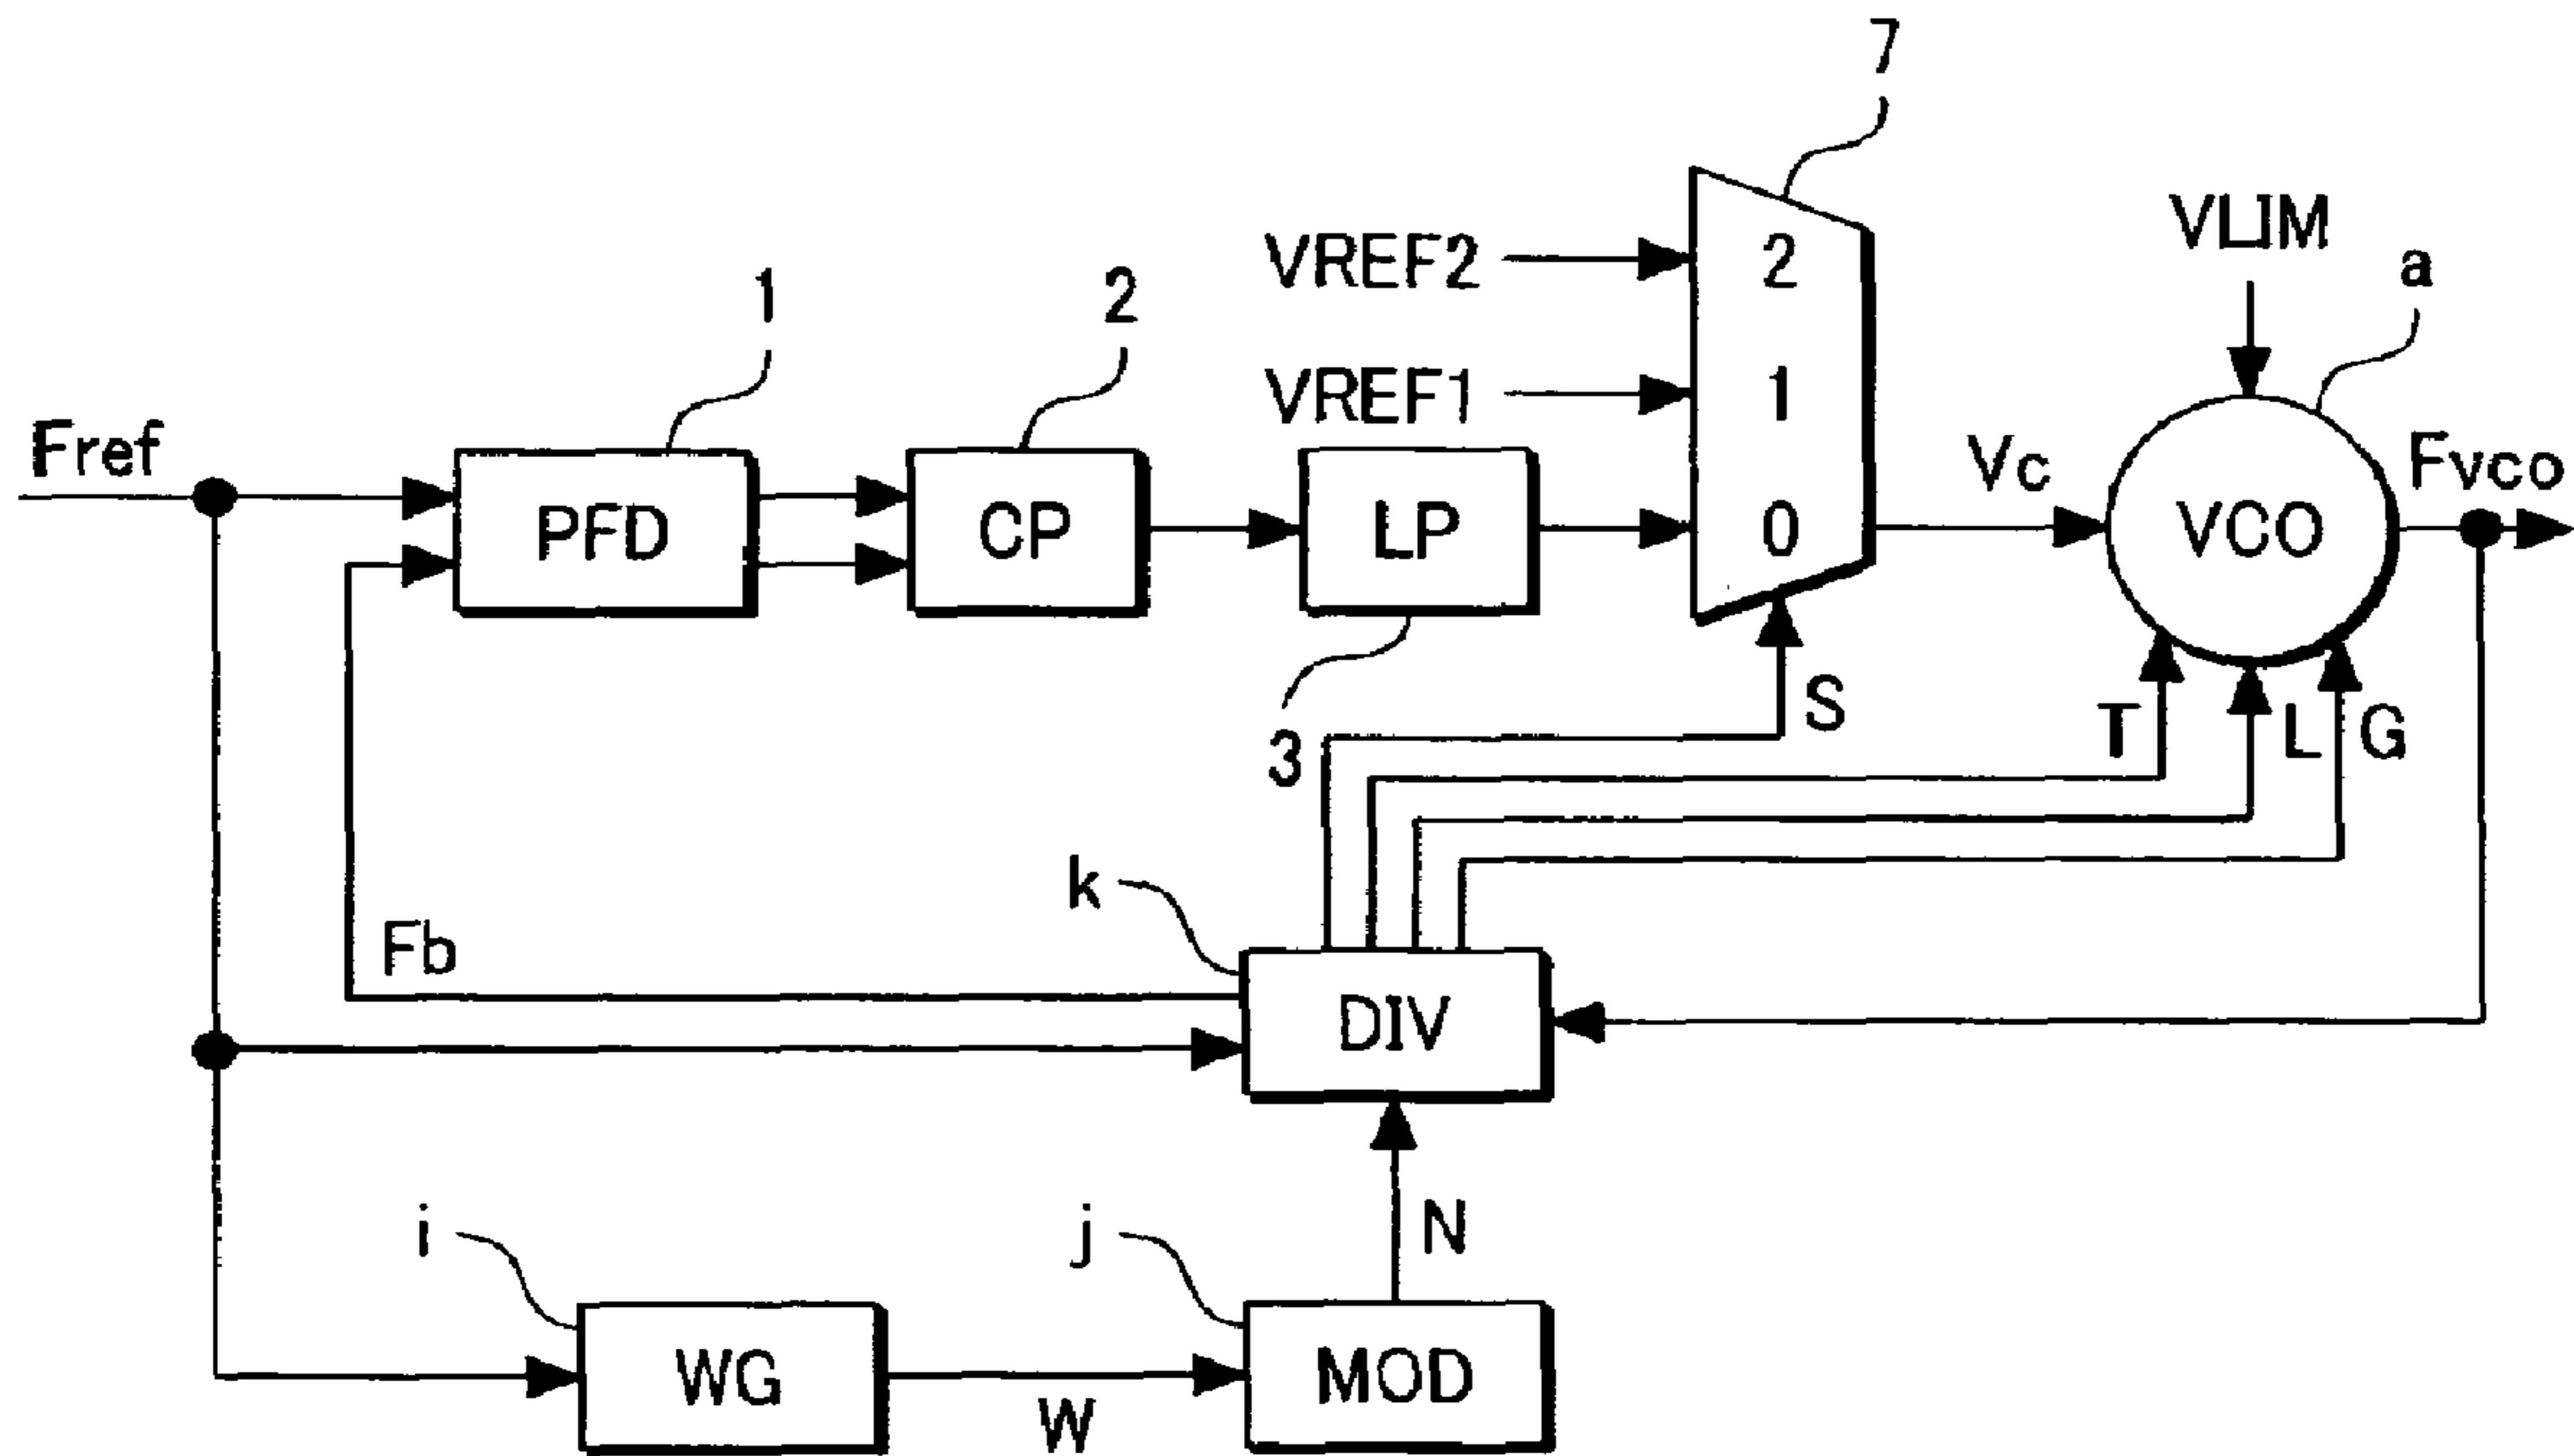 7
VLIM
a
VREF2
2
1
2
VREF1
1
Fref
PFD
CP
LP
0
Vc
VCO
Fvco
3
S
T
L
G
k
Fb
DIV
i
j
N
WG
W
MOD